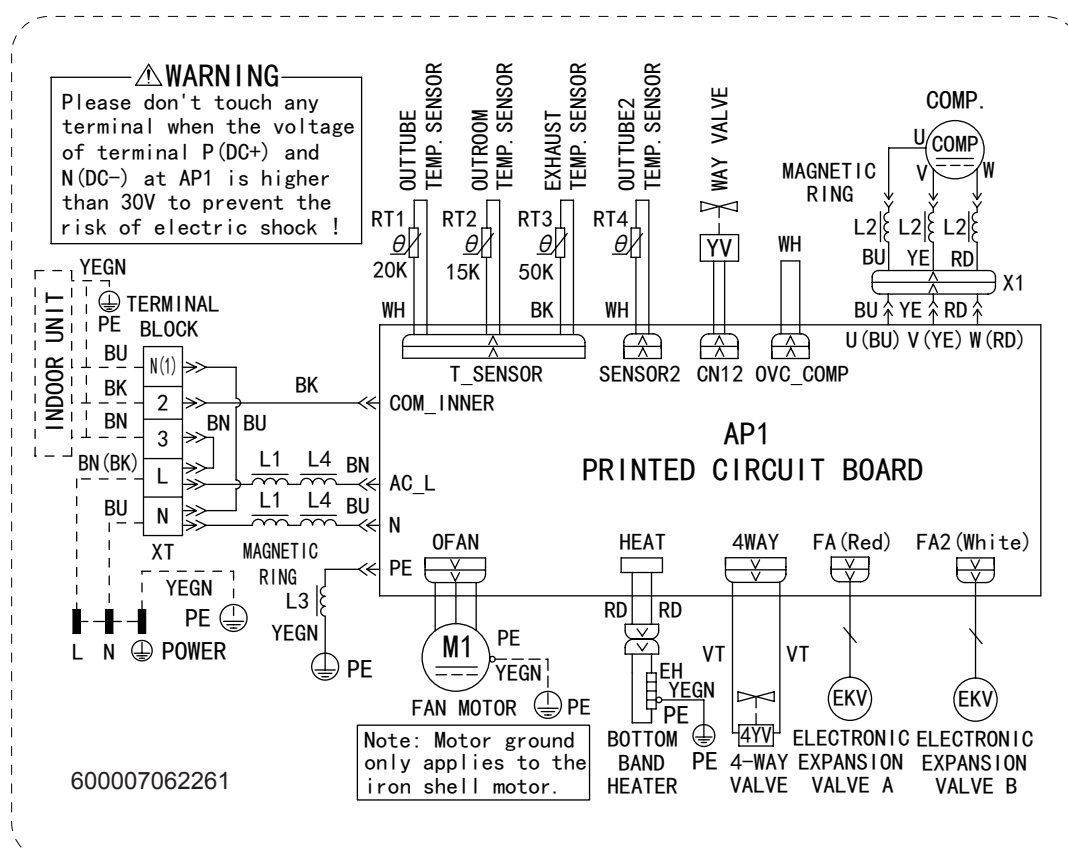 WARNING
Please don't touch any
terminal when the voltage
of terminal P(DC+) and
N(DC-) at AP1 is higher
than 30V to prevent the
risk of electric shock !
OUTTUBE
TEMP. SENSOR
OUTROOM
TEMP. SENSOR
EXHAUST
TEMP. SENSOR
OUTTUBE2
TEMP. SENSOR
WAY VALVE
COMP.
U COMP
V W
MAGNETIC
RING
RT1 RT2 RT3 RT4
θ θ θ θ
20K 15K 50K
YV WH
L2 L2 L2
BU YE RD
X1
WH BK WH
BU YE RD
U(BU) V(YE) W(RD)
T_SENSOR SENSOR2 CN12 OVC_COMP
YEGN
INDOOR UNIT
PE
TERMINAL
BLOCK
BU N(1)
BK 2 BK COM_INNER
BN 3 BN BU
BN(BK) L L1 L4 BN AC_L
BU N L1 L4 BU N
XT
AP1
PRINTED CIRCUIT BOARD
MAGNETIC
RING
L3
YEGN
PE
PE
YEGN
PE
L N POWER
OFAN HEAT 4WAY FA(Red) FA2(White)
M1
PE
YEGN
PE
FAN MOTOR
Note: Motor ground
only applies to the
iron shell motor.
RD RD
EH
YEGN
PE
PE
BOTTOM
BAND
HEATER
VT VT
4YV
4-WAY
VALVE
EKV
ELECTRONIC
EXPANSION
VALVE A
EKV
ELECTRONIC
EXPANSION
VALVE B
600007062261